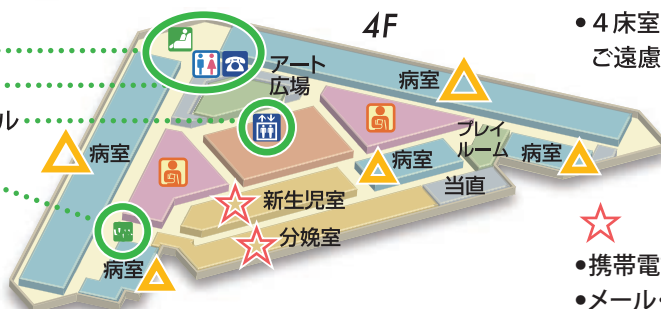 4F
•４床室
ご遠慮
アート
広場
病室
ル
プレイ
ルーム
病室
病室
病室
当直
新生児室
分娩室
病室
•携帯電
•メール・